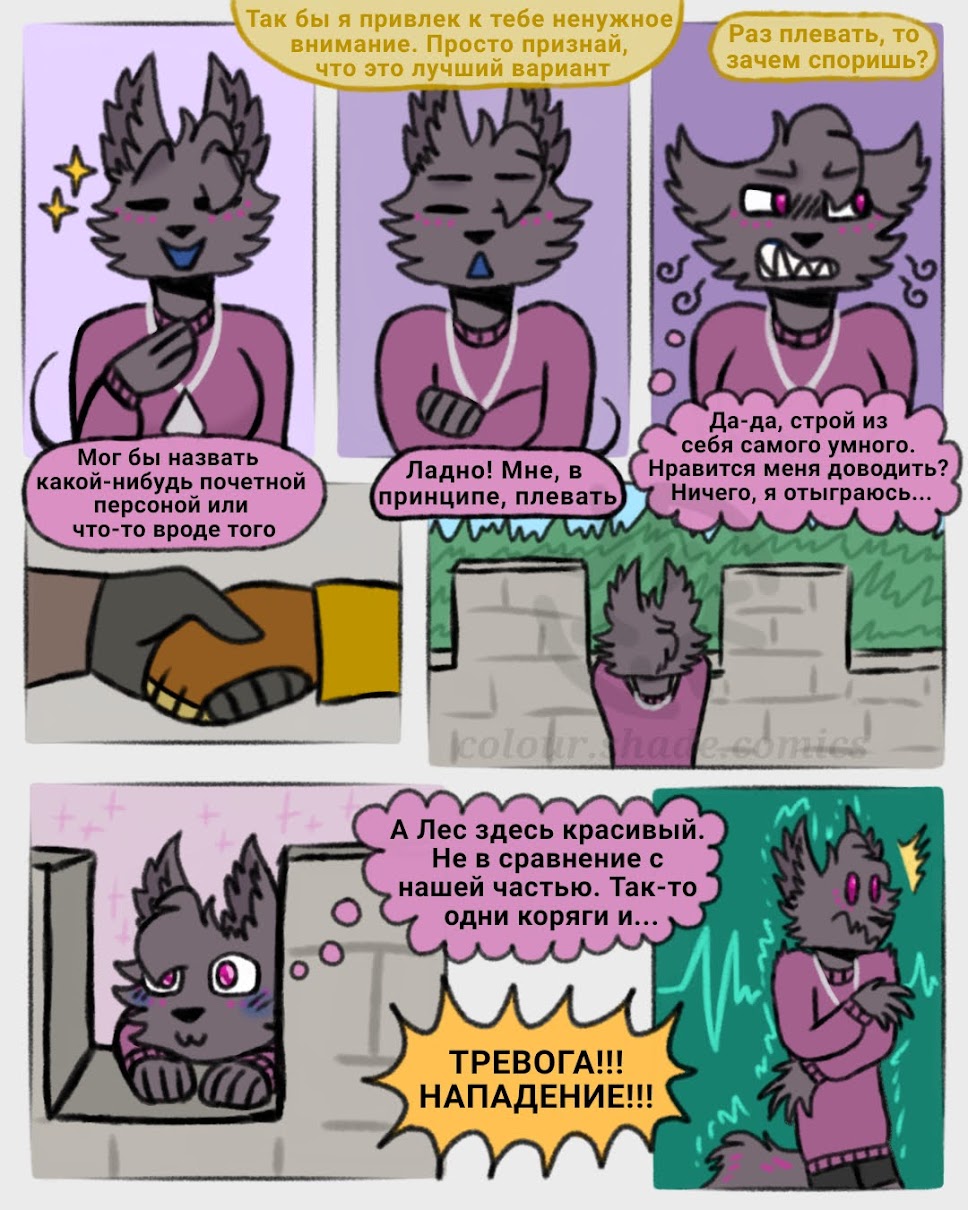 Мог бы назвать
какой-нибудь почетной
персоной или
что-то вроде того
Так бы я привлек к тебе ненужное
внимание. Просто признай,
что это лучший вариант
Ладно! Мне, в
принципе, плевать
Раз плевать, то
зачем споришь?
Да-да, строй из
себя самого умного.
Нравится меня доводить?
Ничего, я отыграюсь...
colour.shade.comics
А Лес здесь красивый.
Не в сравнение с
нашей частью. Так-то
одни коряги и...
ТРЕВОГА!!!
НАПАДЕНИЕ!!!